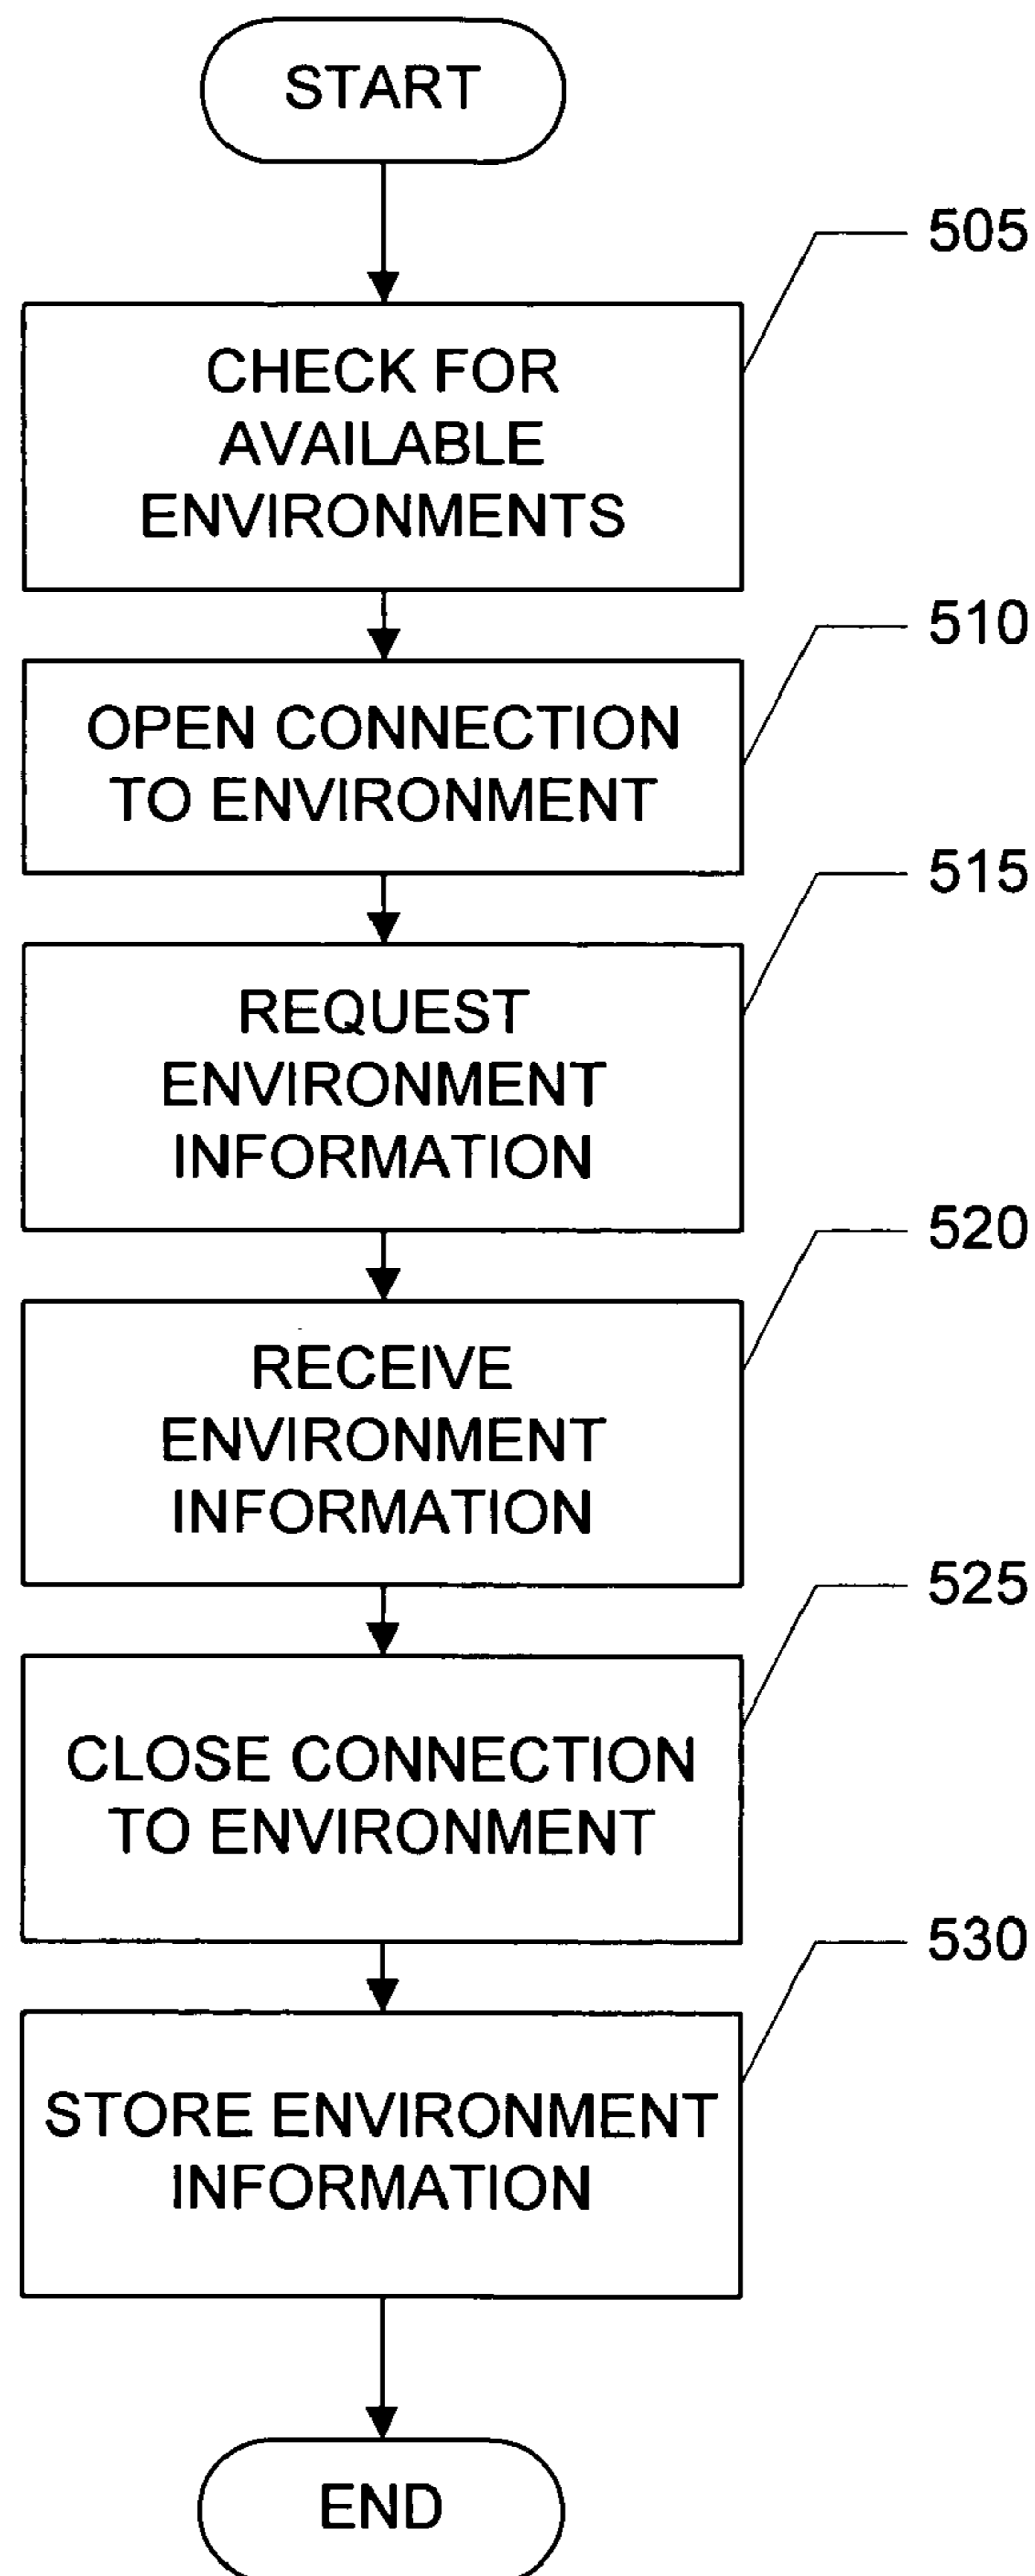 START
505
CHECK FOR
AVAILABLE
ENVIRONMENTS
510
OPEN CONNECTION
TO ENVIRONMENT
515
REQUEST
ENVIRONMENT
INFORMATION
520
RECEIVE
ENVIRONMENT
INFORMATION
525
CLOSE CONNECTION
TO ENVIRONMENT
530
STORE ENVIRONMENT
INFORMATION
END